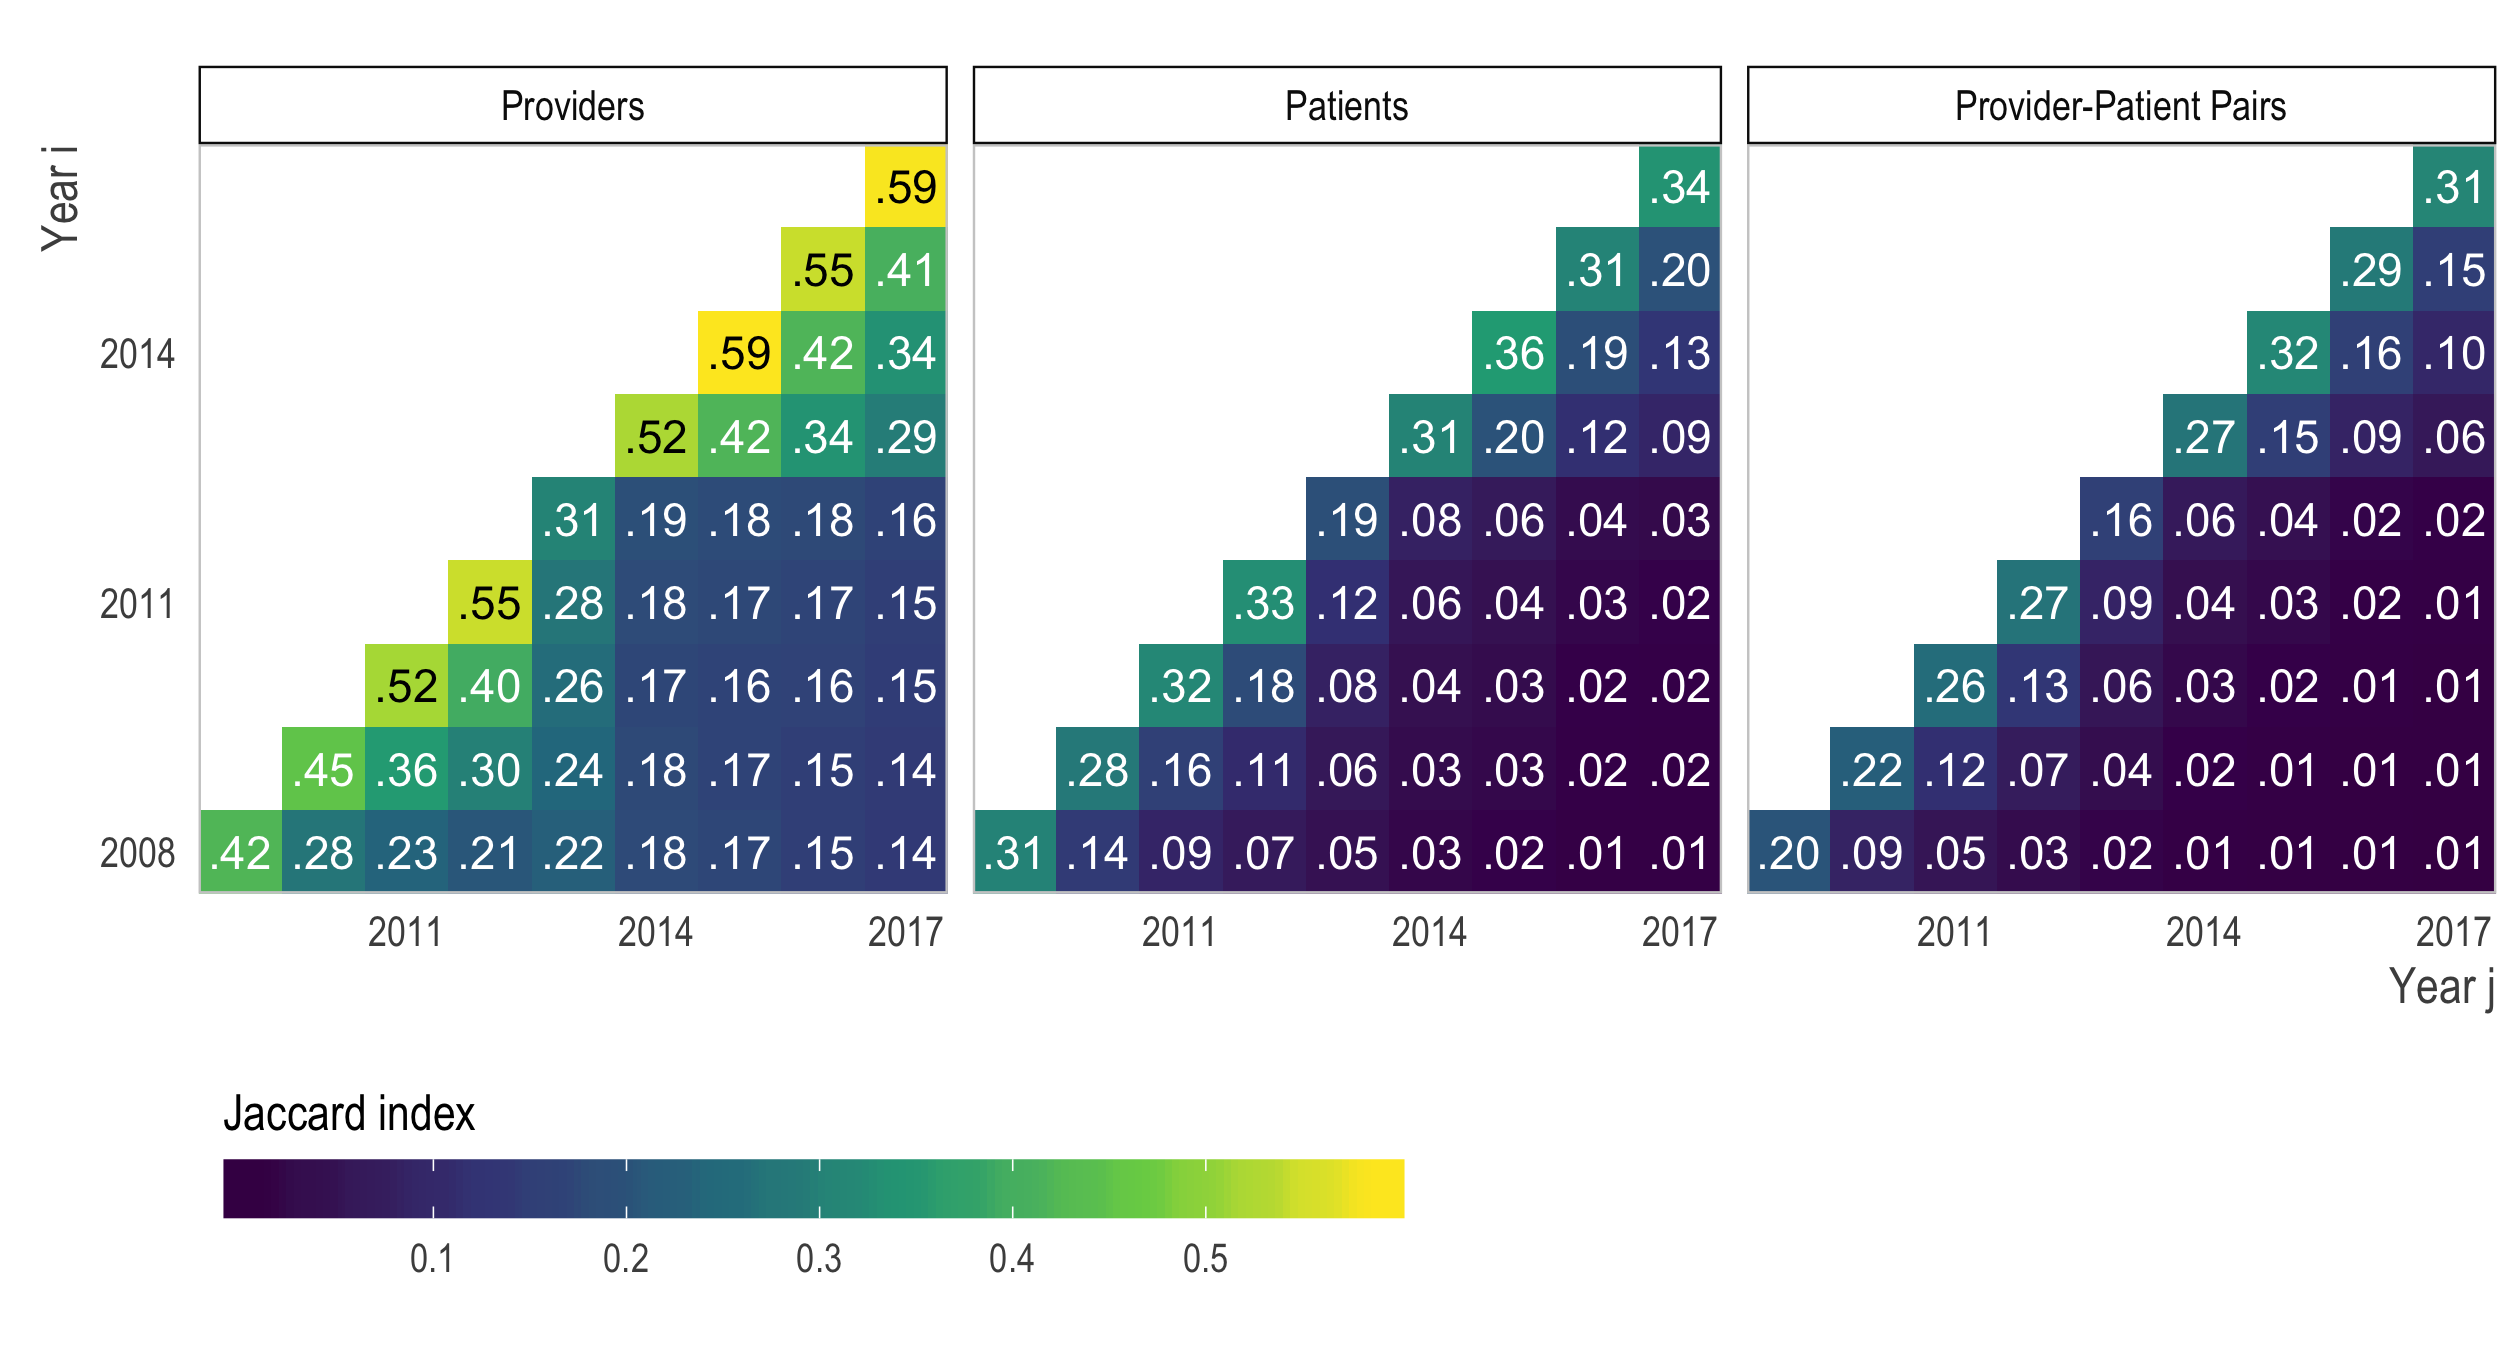 Providers Patients Provider-Patient Pairs
Year i
.59 .34 .31
.55 .41 .31 .20 .29 .15
2014 .59 .42 .34 .36 .19 .13 .32 .16 .10
.52 .42 .34 .29 .31 .20 .12 .09 .27 .15 .09 .06
.31 .19 .18 .18 .16 .19 .08 .06 .04 .03 .16 .06 .04 .02 .02
2011 .55 .28 .18 .17 .17 .15 .33 .12 .06 .04 .03 .02 .27 .09 .04 .03 .02 .01
.52 .40 .26 .17 .16 .16 .15 .32 .18 .08 .04 .03 .02 .02 .26 .13 .06 .03 .02 .01 .01
.45 .36 .30 .24 .18 .17 .15 .14 .28 .16 .11 .06 .03 .03 .02 .02 .22 .12 .07 .04 .02 .01 .01 .01
2008 .42 .28 .23 .21 .22 .18 .17 .15 .14 .31 .14 .09 .07 .05 .03 .02 .01 .01 .20 .09 .05 .03 .02 .01 .01 .01 .01
2011 2014 2017 2011 2014 2017 2011 2014 2017
Year j
Jaccard index
0.1 0.2 0.3 0.4 0.5